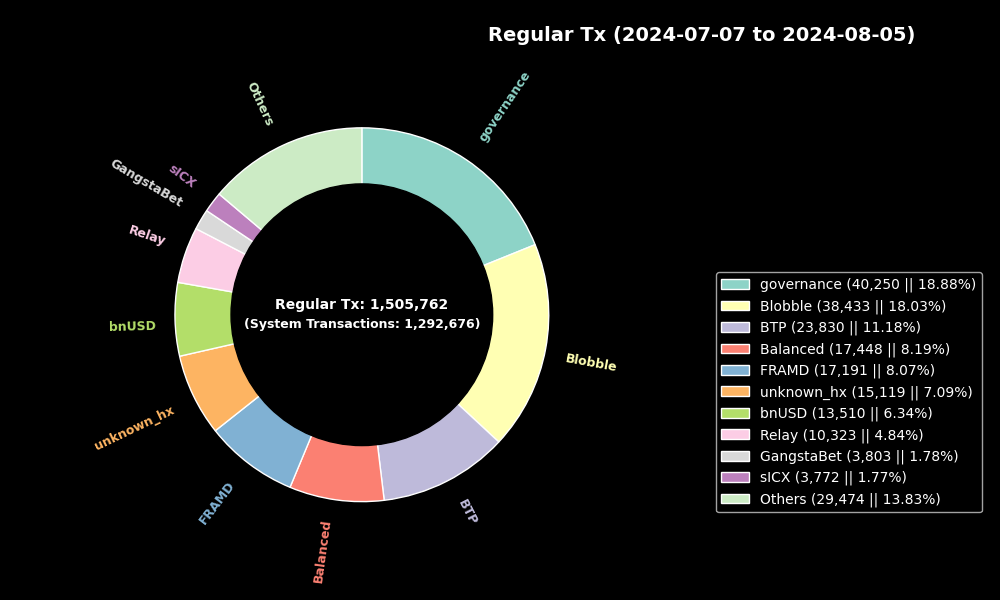 Regular Tx (2024-07-07 to 2024-08-05)
governance
Others
sICX
GangstaBet
Relay
bnUSD
unknown_hx
FRAMD
Balanced
BTP
Blobble
Regular Tx: 1,505,762
(System Transactions: 1,292,676)
governance (40,250 || 18.88%)
Blobble (38,433 || 18.03%)
BTP (23,830 || 11.18%)
Balanced (17,448 || 8.19%)
FRAMD (17,191 || 8.07%)
unknown_hx (15,119 || 7.09%)
bnUSD (13,510 || 6.34%)
Relay (10,323 || 4.84%)
GangstaBet (3,803 || 1.78%)
sICX (3,772 || 1.77%)
Others (29,474 || 13.83%)